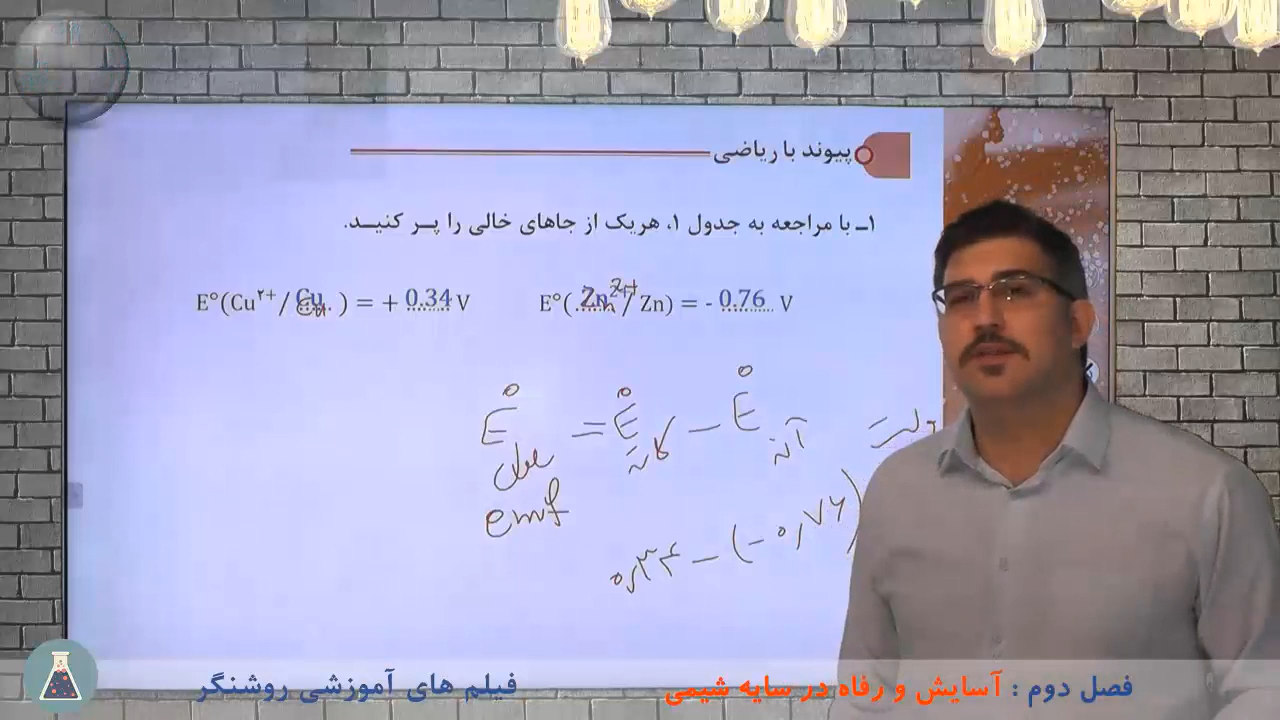 پیوند با ریاضی
۱ـ با مراجعه به جدول ۱، هریک از جاهای خالی را پـر کنیـد.
E°(Cu²⁺/Cu) = + 0.34 V
E°(Zn²⁺/Zn) = - 0.76 V
E° = E° - E°
سلول کاتد آند
emf
۰٫۳۴ - (-۰٫۷۶)
فصل دوم : آسایش و رفاه در سایه شیمی
فیلم های آموزشی روشنگر